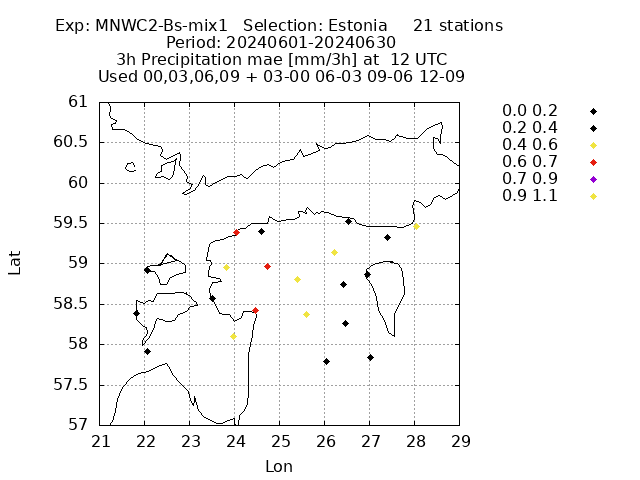 Exp: MNWC2-Bs-mix1   Selection: Estonia     21 stations
Period: 20240601-20240630
3h Precipitation mae [mm/3h] at  12 UTC
Used 00,03,06,09 + 03-00 06-03 09-06 12-09
61
60.5
60
59.5
59
58.5
58
57.5
57
21 22 23 24 25 26 27 28 29
Lat
Lon
0.0 0.2
0.2 0.4
0.4 0.6
0.6 0.7
0.7 0.9
0.9 1.1